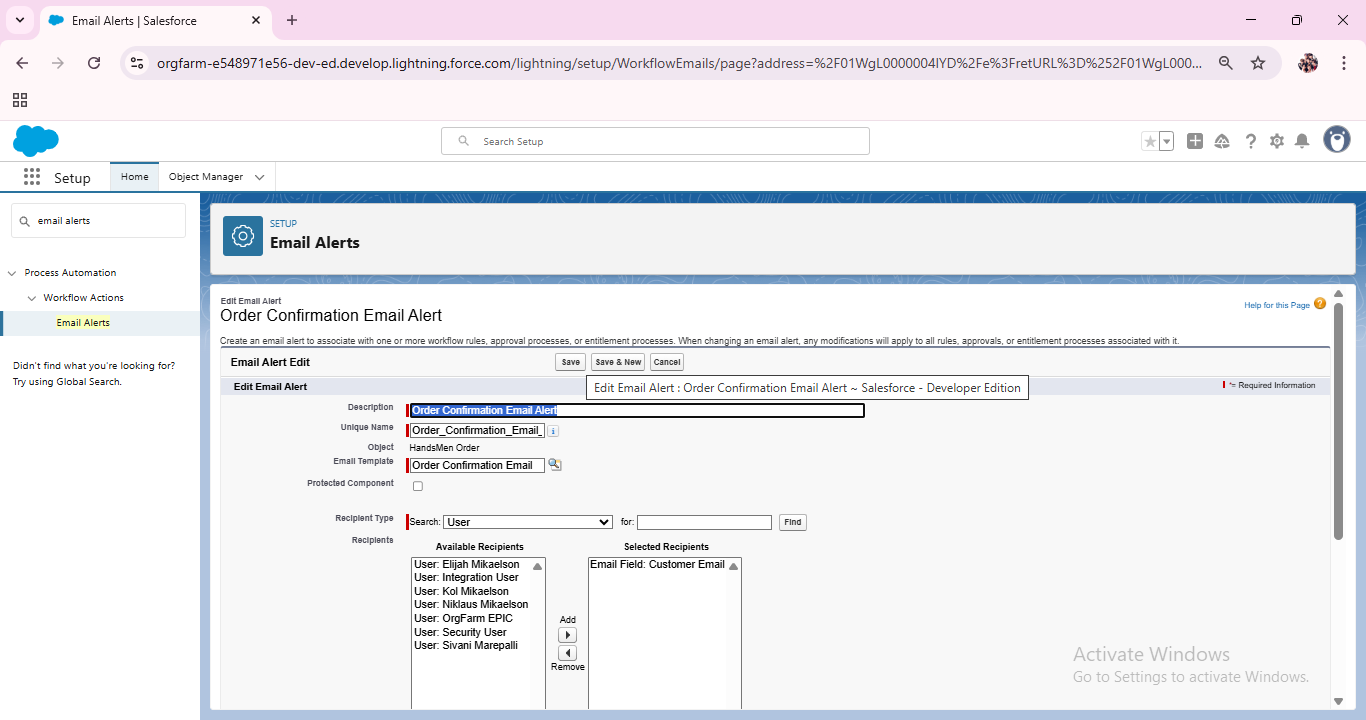 Email Alerts | Salesforce
orgfarm-e548971e56-dev-ed.develop.lightning.force.com/lightning/setup/WorkflowEmails/page?address=%2F01WgL0000004IYD%2Fe%3FretURL%3D%252F01WgL000...
Search Setup
Setup
Home
Object Manager
email alerts
Process Automation
Workflow Actions
Email Alerts
Didn't find what you're looking for?
Try using Global Search.
SETUP
Email Alerts
Edit Email Alert
Order Confirmation Email Alert
Help for this Page
Create an email alert to associate with one or more workflow rules, approval processes, or entitlement processes. When changing an email alert, any modifications will apply to all rules, approvals, or entitlement processes associated with it.
Email Alert Edit
Save
Save & New
Cancel
Edit Email Alert
Edit Email Alert : Order Confirmation Email Alert ~ Salesforce - Developer Edition
= Required Information
Description
Order Confirmation Email Alert
Unique Name
Order_Confirmation_Email_
i
Object
HandsMen Order
Email Template
Order Confirmation Email
Protected Component
Recipient Type
Search:
User
for:
Find
Recipients
Available Recipients
Selected Recipients
User: Elijah Mikaelson
User: Integration User
User: Kol Mikaelson
User: Niklaus Mikaelson
User: OrgFarm EPIC
User: Security User
User: Sivani Marepalli
Add
Remove
Email Field: Customer Email
Activate Windows
Go to Settings to activate Windows.